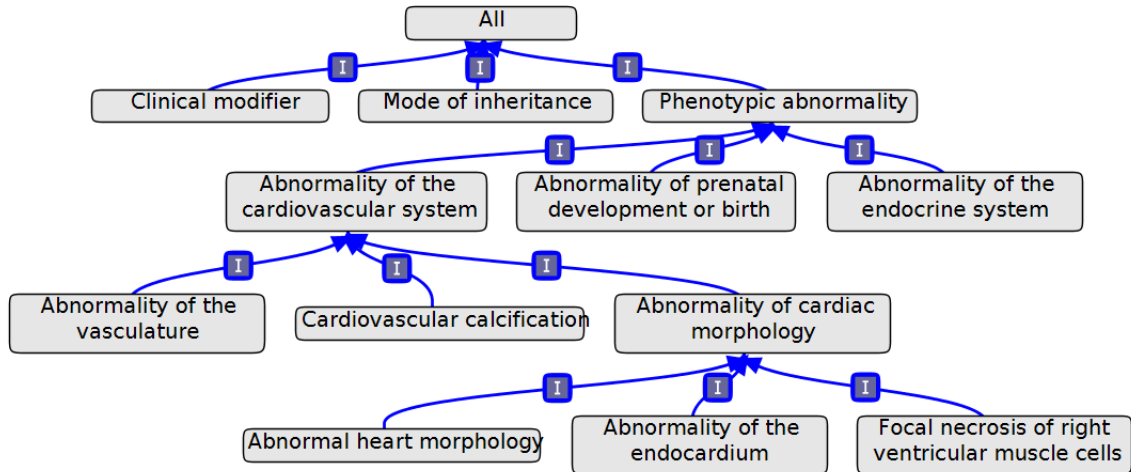 All
I
I
I
Clinical modifier
Mode of inheritance
Phenotypic abnormality
I
I
I
Abnormality of the
cardiovascular system
Abnormality of prenatal
development or birth
Abnormality of the
endocrine system
I
I
I
Abnormality of the
vasculature
Cardiovascular calcification
Abnormality of cardiac
morphology
I
I
I
Abnormal heart morphology
Abnormality of the
endocardium
Focal necrosis of right
ventricular muscle cells